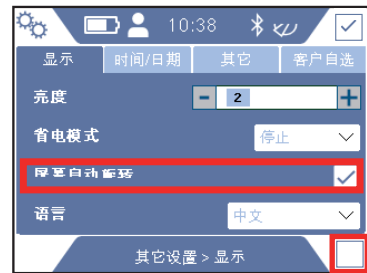 10:38
显示 时间/日期 其它 客户自选
亮度 - 2 +
省电模式 停止
屏幕自动旋转
语言 中文
其它设置 > 显示